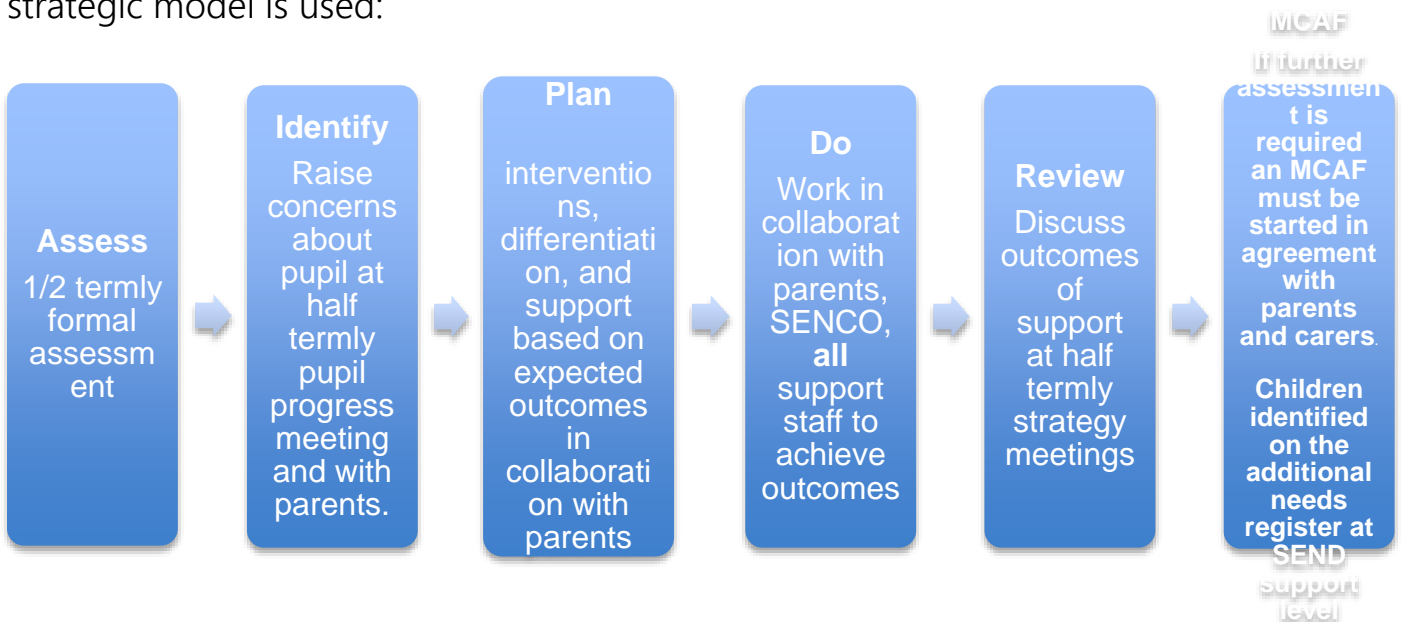 strategic model is used:
Assess
1/2 termly
formal
assessm
ent
Identify
Raise
concerns
about
pupil at
half
termly
pupil
progress
meeting
and with
parents.
Plan
interventio
ns,
differentiati
on, and
support
based on
expected
outcomes
in
collaborati
on with
parents
Do
Work in
collaborat
ion with
parents,
SENCO,
all
support
staff to
achieve
outcomes
Review
Discuss
outcomes
of
support
at half
termly
strategy
meetings
MCAF
If further
assessmen
t is
required
an MCAF
must be
started in
agreement
with
parents
and carers.
Children
identified
on the
additional
needs
register at
SEND
support
level